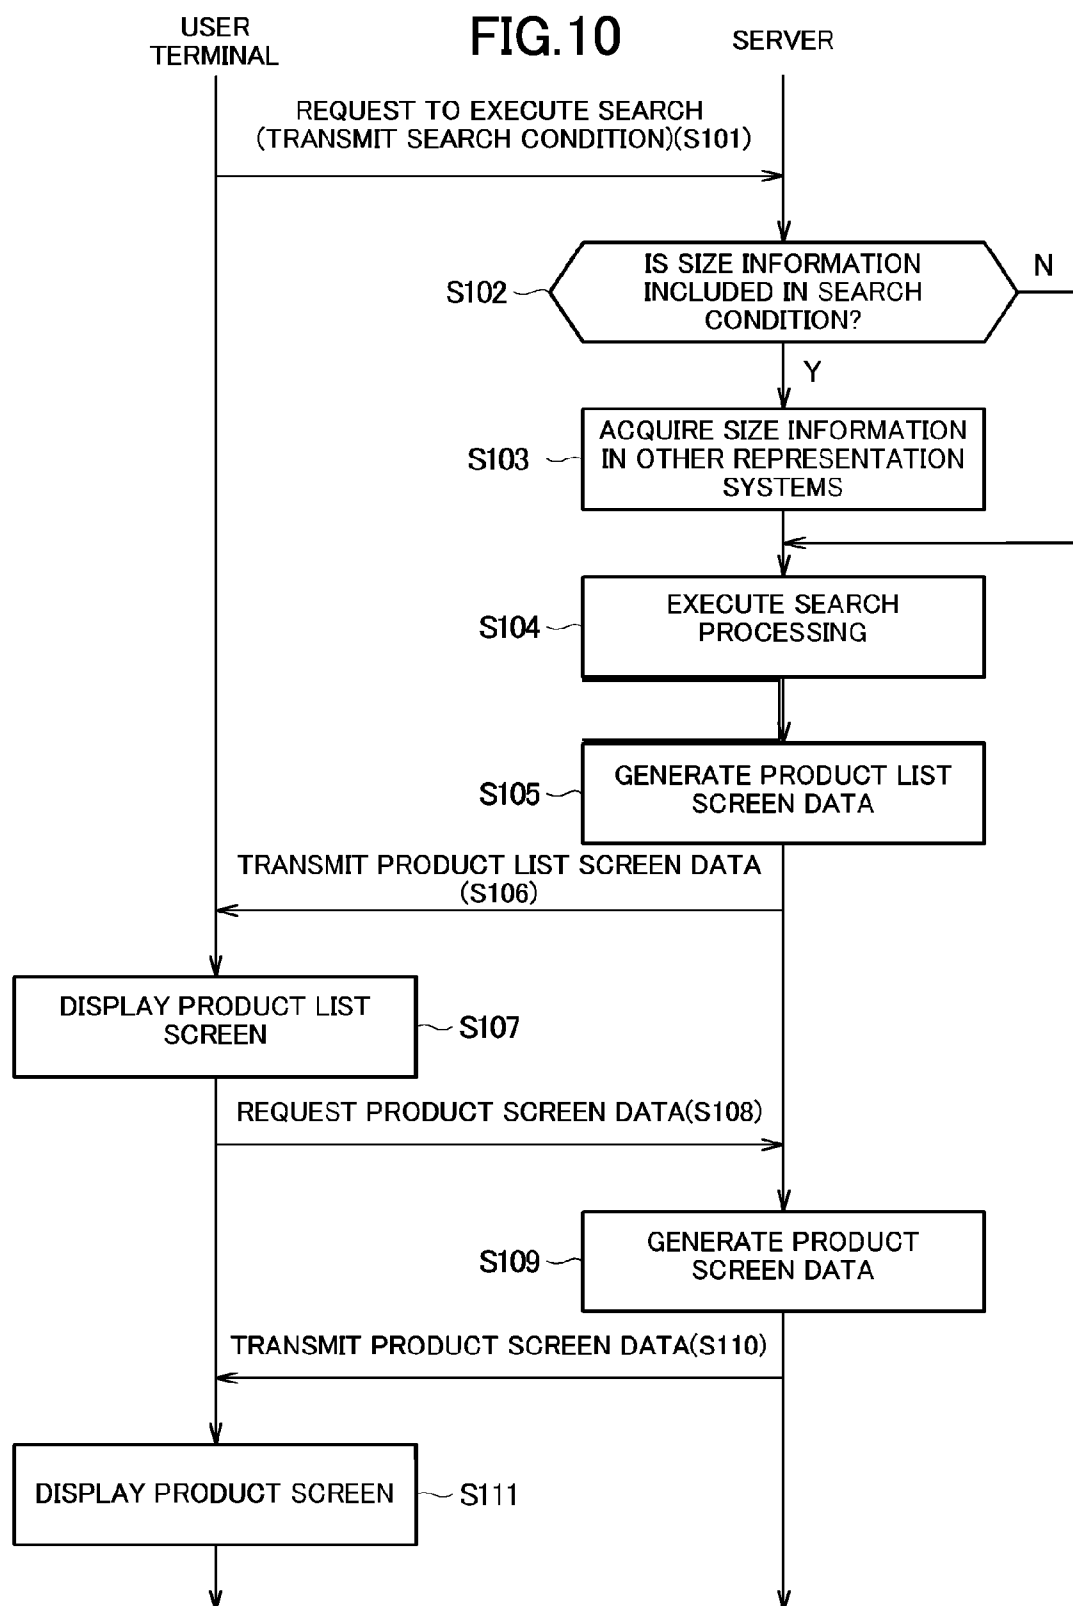 FIG.10
USER
TERMINAL
SERVER
REQUEST TO EXECUTE SEARCH
(TRANSMIT SEARCH CONDITION)(S101)
S102
IS SIZE INFORMATION
INCLUDED IN SEARCH
CONDITION?
N
Y
S103
ACQUIRE SIZE INFORMATION
IN OTHER REPRESENTATION
SYSTEMS
S104
EXECUTE SEARCH
PROCESSING
S105
GENERATE PRODUCT LIST
SCREEN DATA
TRANSMIT PRODUCT LIST SCREEN DATA
(S106)
DISPLAY PRODUCT LIST
SCREEN
S107
REQUEST PRODUCT SCREEN DATA(S108)
S109
GENERATE PRODUCT
SCREEN DATA
TRANSMIT PRODUCT SCREEN DATA(S110)
DISPLAY PRODUCT SCREEN
S111